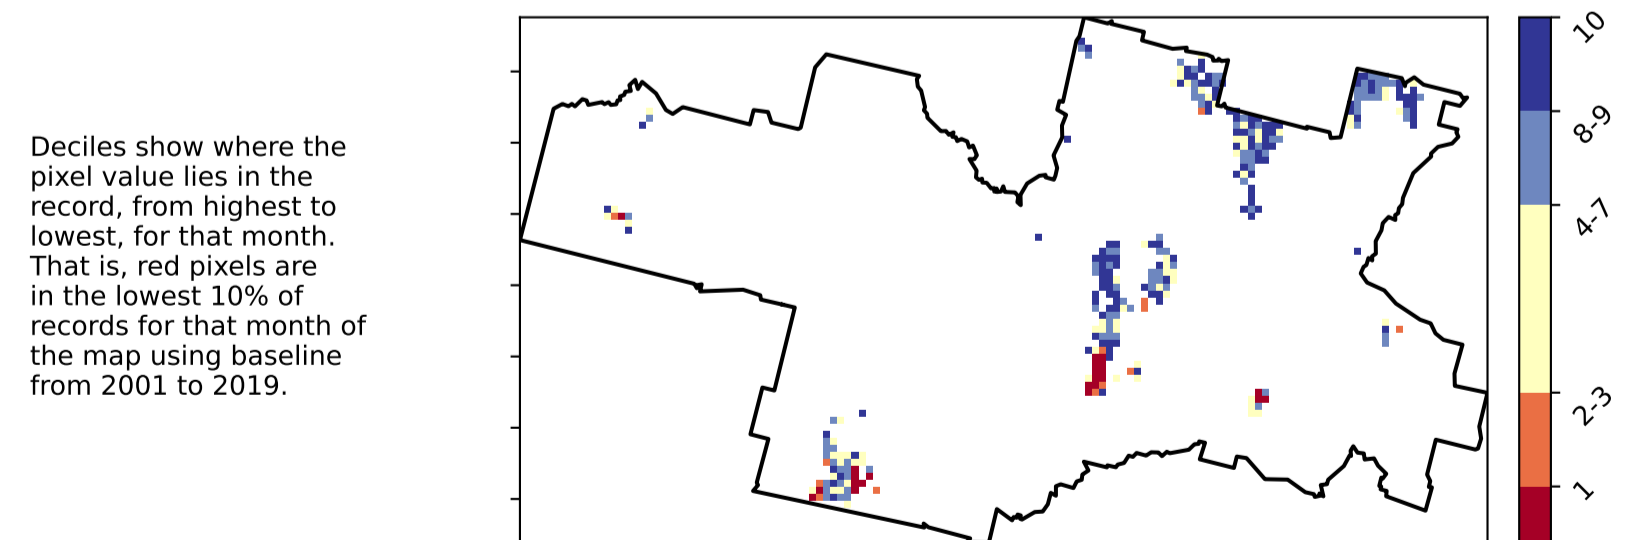 Deciles show where the
pixel value lies in the
record, from highest to
lowest, for that month.
That is, red pixels are
in the lowest 10% of
records for that month of
the map using baseline
from 2001 to 2019.
10
8-9
4-7
2-3
1